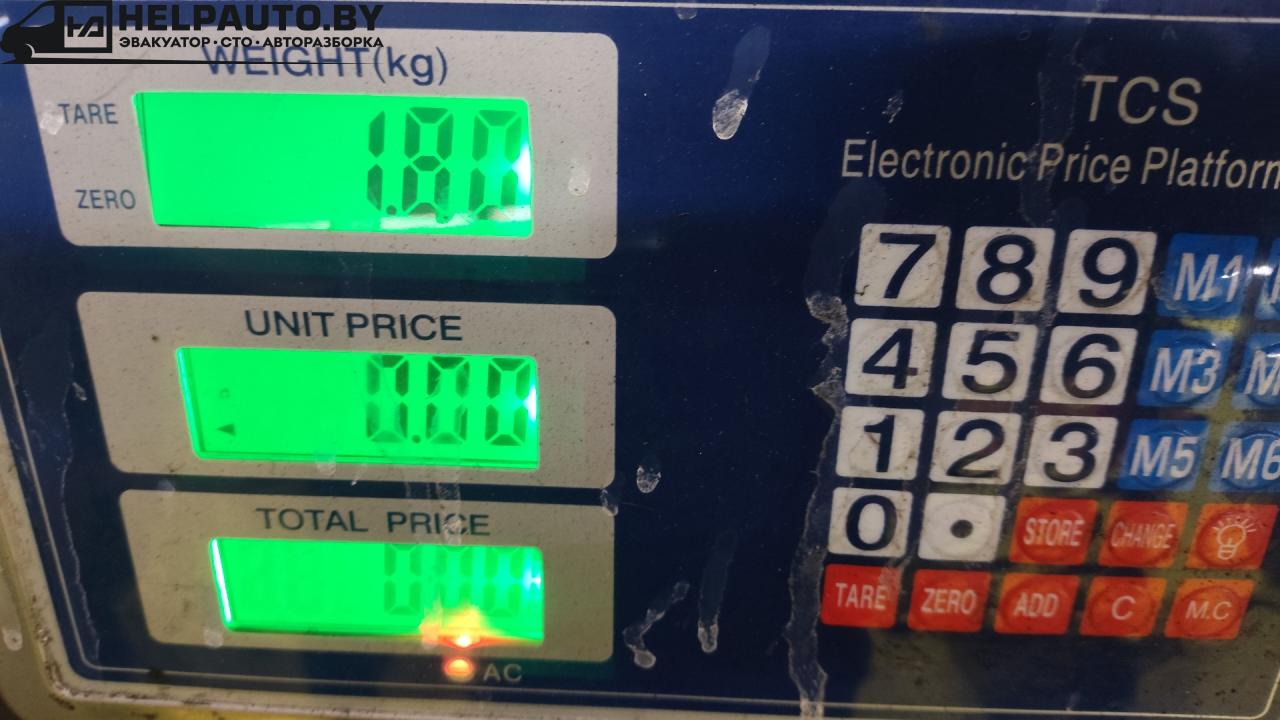 HELPAUTO.BY
ЭВАКУАТОР·СТО·АВТОРАЗБОРКА
WEIGHT(kg)
TARE
ZERO
1.80
UNIT PRICE
0.00
TOTAL PRICE
AC
TCS
Electronic Price Platform
7 8 9 M1
4 5 6 M3
1 2 3 M5 M6
0 • STORE CHANGE
TARE ZERO ADD C M.C